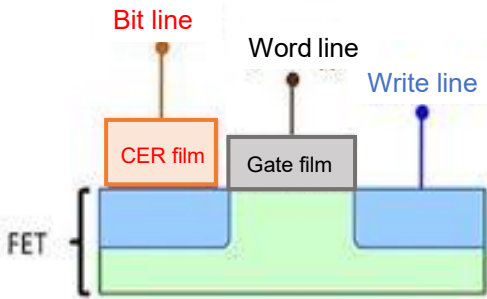 Bit line
Word line
Write line
CER film
Gate film
FET